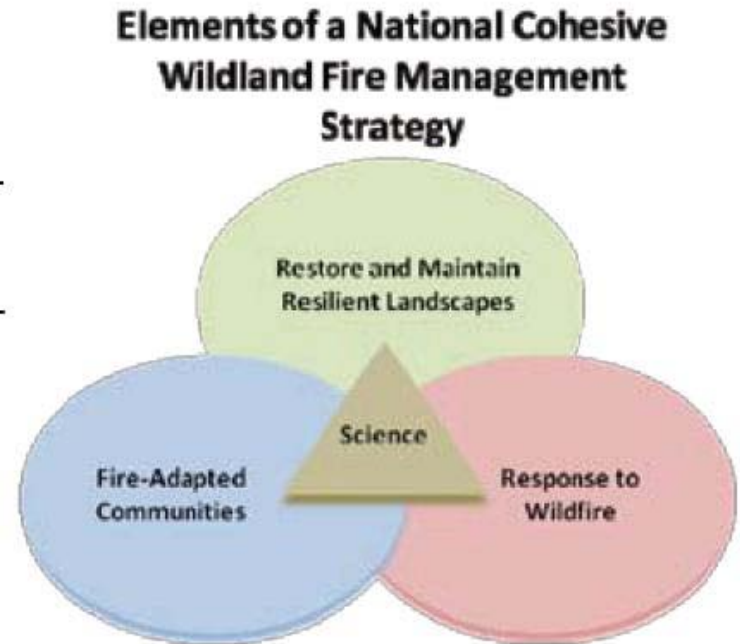 Elements of a National Cohesive
Wildland Fire Management
Strategy
Restore and Maintain
Resilient Landscapes
Science
Fire-Adapted
Communities
Response to
Wildfire